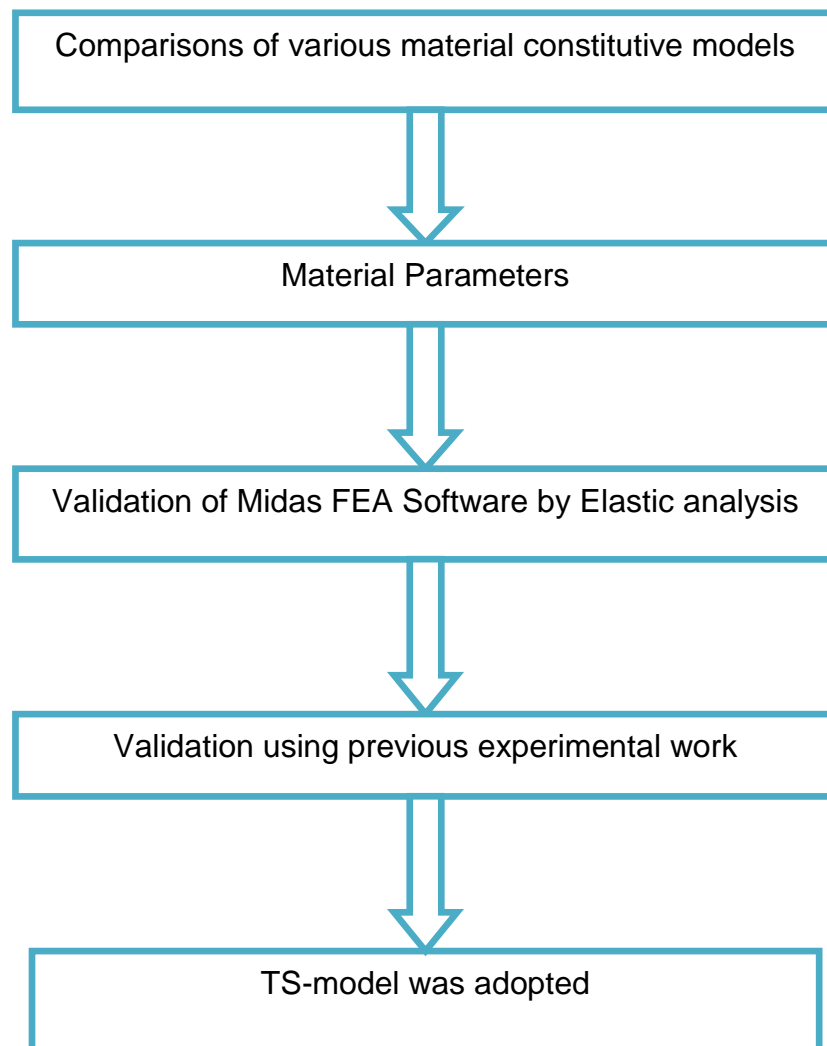 Comparisons of various material constitutive models
Material Parameters
Validation of Midas FEA Software by Elastic analysis
Validation using previous experimental work
TS-model was adopted